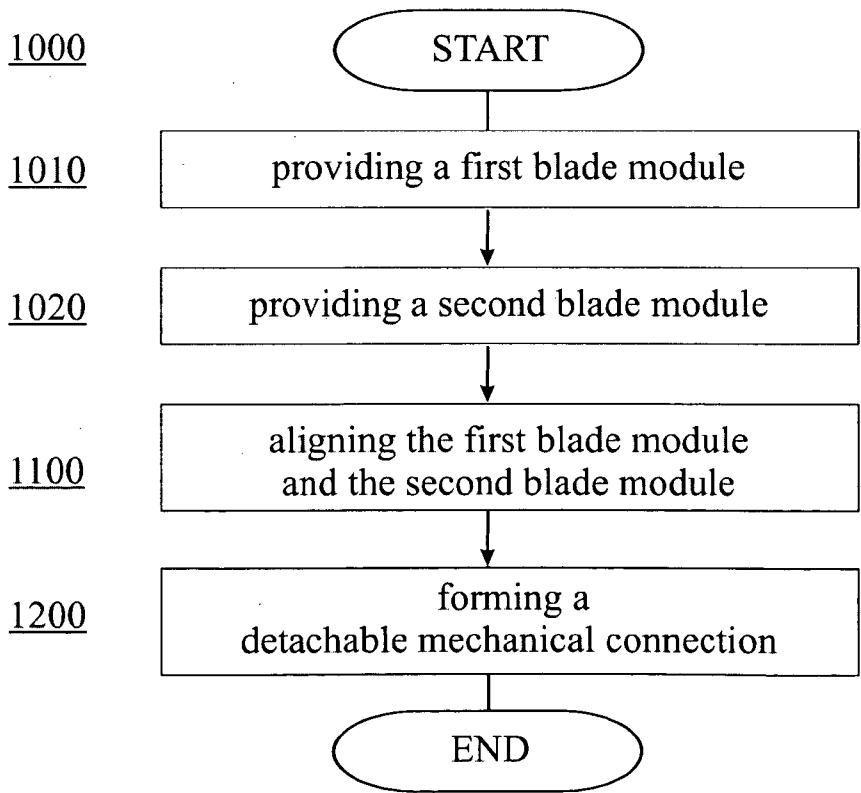 1000
START
1010
providing a first blade module
1020
providing a second blade module
1100
aligning the first blade module
and the second blade module
1200
forming a
detachable mechanical connection
END